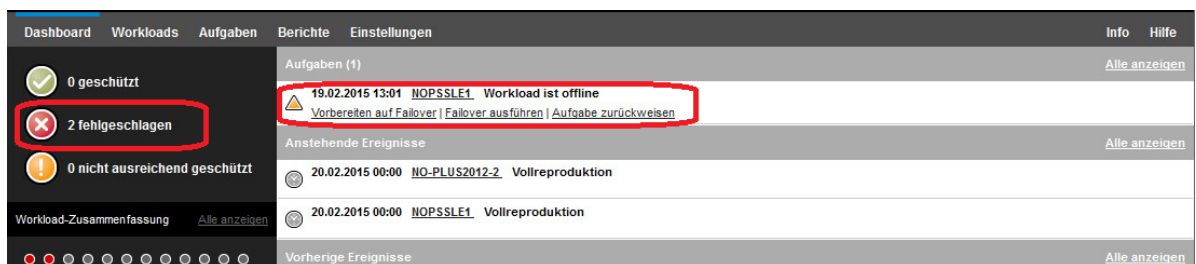 Dashboard Workloads Aufgaben Berichte Einstellungen Info Hilfe
0 geschützt
2 fehlgeschlagen
0 nicht ausreichend geschützt
Workload-Zusammenfassung Alle anzeigen
Aufgaben (1) Alle anzeigen
19.02.2015 13:01 NOPSSLE1 Workload ist offline
Vorbereiten auf Failover | Failover ausführen | Aufgabe zurückweisen
Anstehende Ereignisse Alle anzeigen
20.02.2015 00:00 NO-PLUS2012-2 Vollreproduktion
20.02.2015 00:00 NOPSSLE1 Vollreproduktion
Vorherige Ereignisse Alle anzeigen